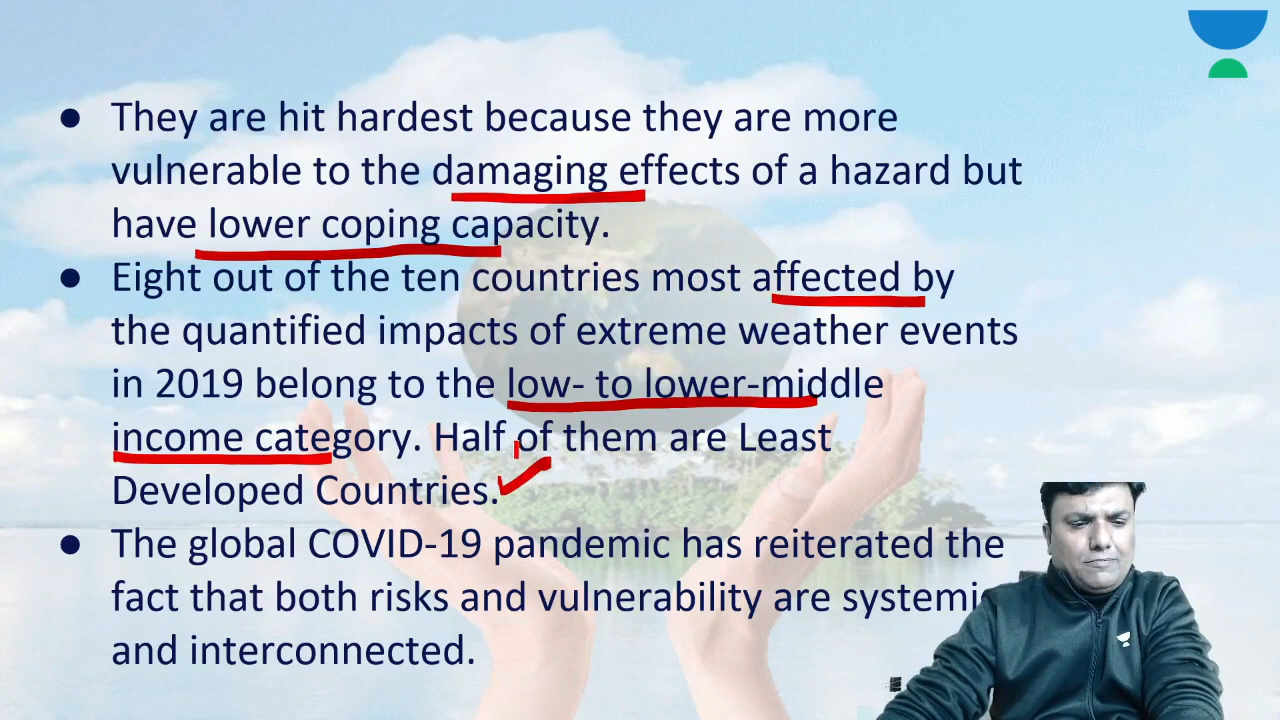 ● They are hit hardest because they are more
vulnerable to the damaging effects of a hazard but
have lower coping capacity.
● Eight out of the ten countries most affected by
the quantified impacts of extreme weather events
in 2019 belong to the low- to lower-middle
income category. Half of them are Least
Developed Countries.
● The global COVID-19 pandemic has reiterated the
fact that both risks and vulnerability are systemic
and interconnected.